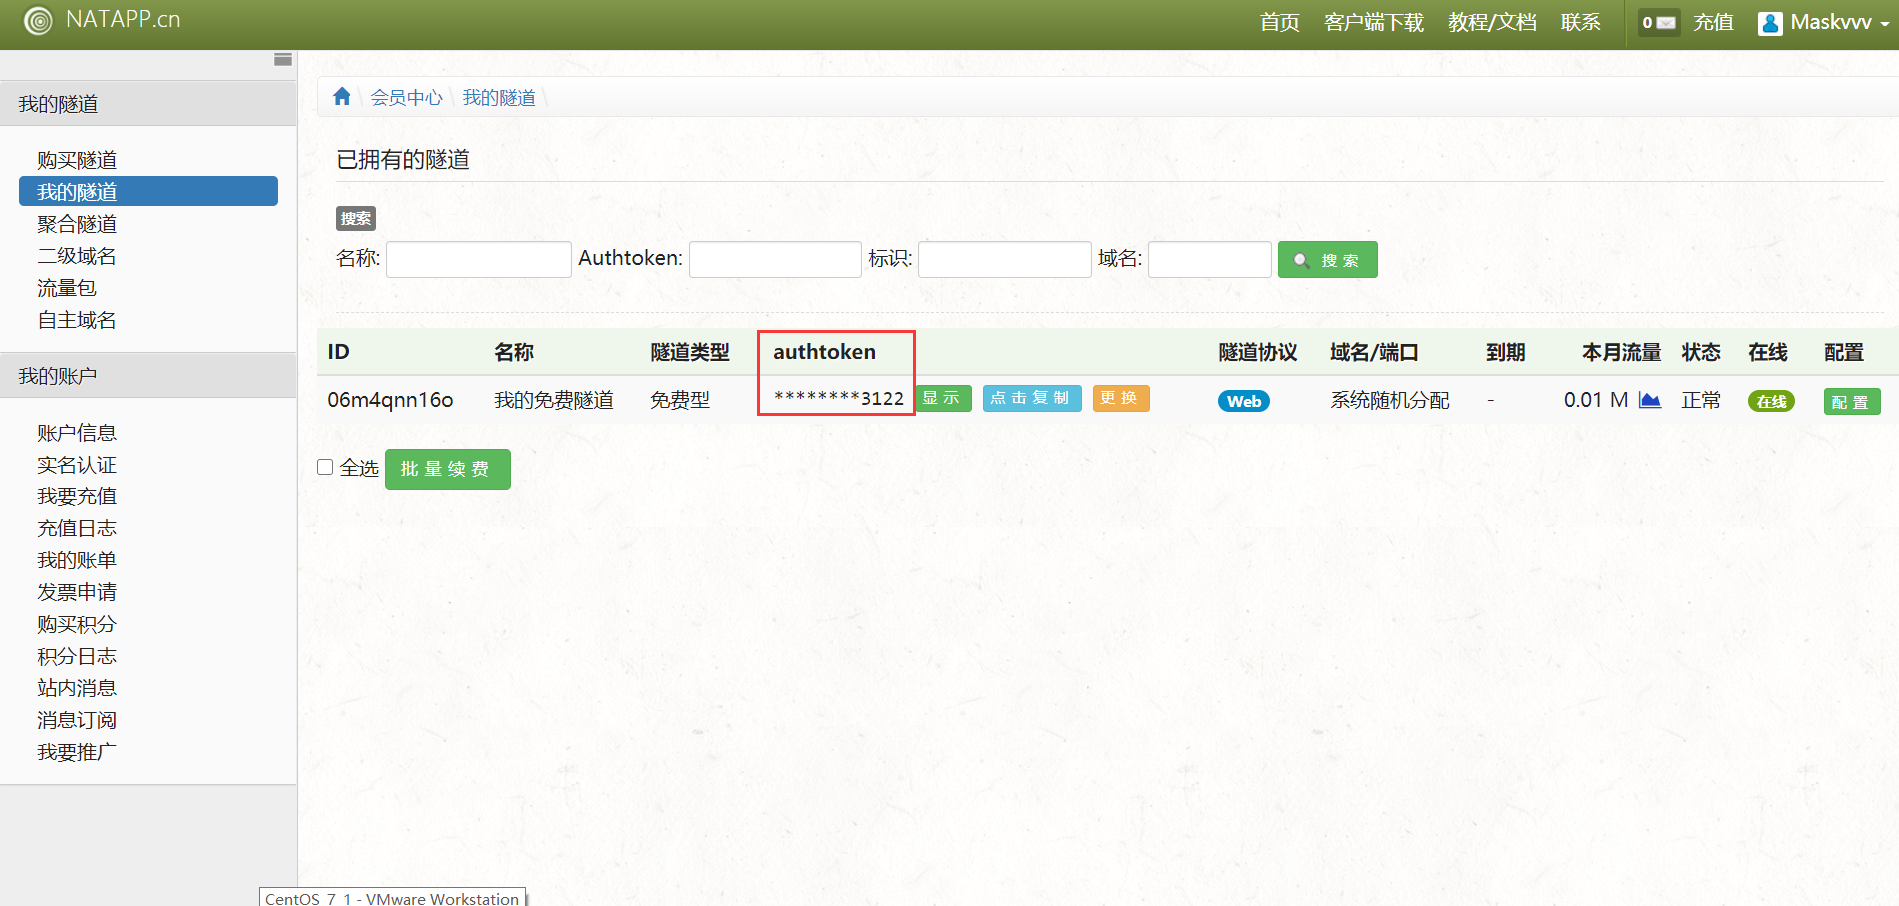 NATAPP.cn
首页 客户端下载 教程/文档 联系 0 充值 Maskvvv
我的隧道
购买隧道
我的隧道
聚合隧道
二级域名
流量包
自主域名
我的账户
账户信息
实名认证
我要充值
充值日志
我的账单
发票申请
购买积分
积分日志
站内消息
消息订阅
我要推广
会员中心 \ 我的隧道 \
已拥有的隧道
搜索
名称: Authtoken: 标识: 域名: 搜索
ID 名称 隧道类型 authtoken 隧道协议 域名/端口 到期 本月流量 状态 在线 配置
06m4qnn16o 我的免费隧道 免费型 ********3122 显示 点击复制 更换 Web 系统随机分配 - 0.01 M 正常 在线 配置
全选 批量续费
CentOS 7 1 - VMware Workstation